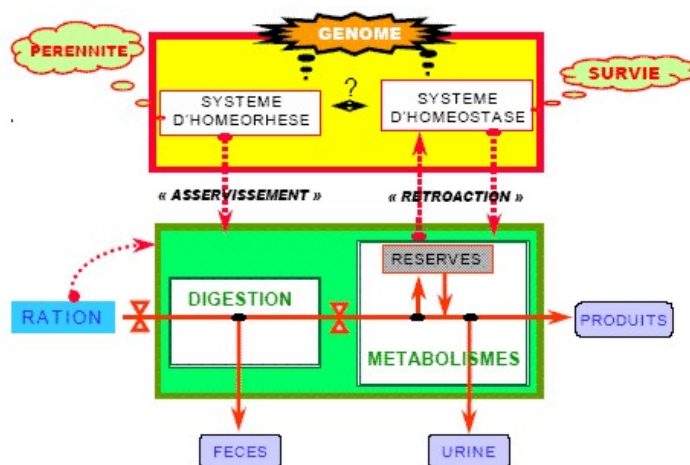 GENOME
PERENNITE
SURVIE
?
SYSTEME
D'HOMEORHESE
SYSTEME
D'HOMEOSTASE
« ASSERVISSEMENT »
« RETROACTION »
RESERVES
DIGESTION
RATION
PRODUITS
METABOLISMES
FECES
URINE